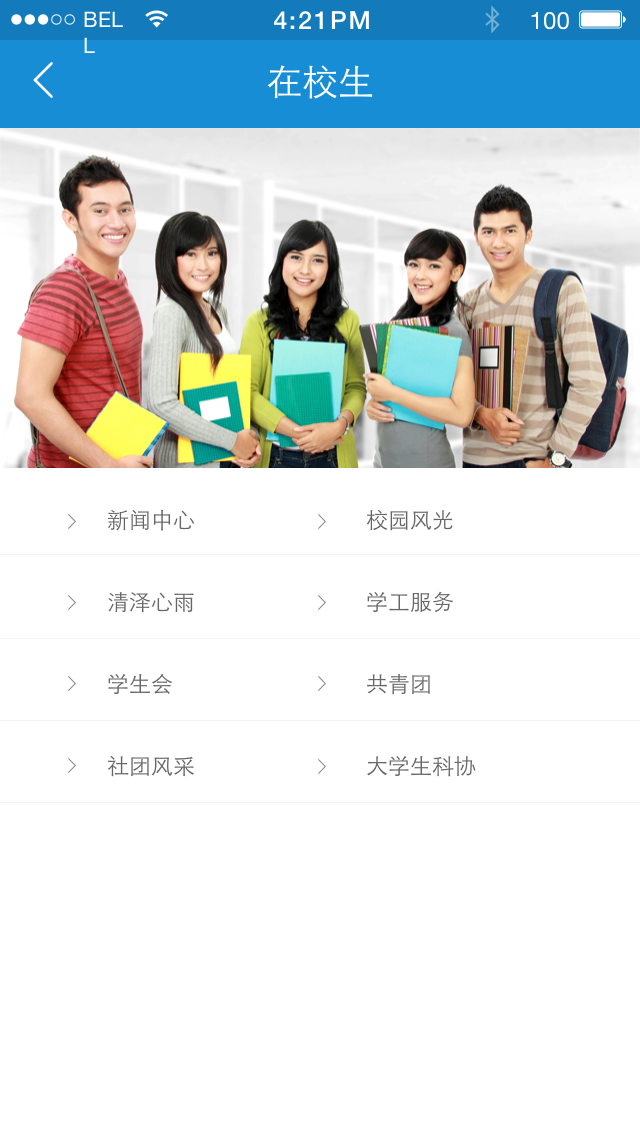 BELL 4:21PM 100
在校生
新闻中心 校园风光
清泽心雨 学工服务
学生会 共青团
社团风采 大学生科协